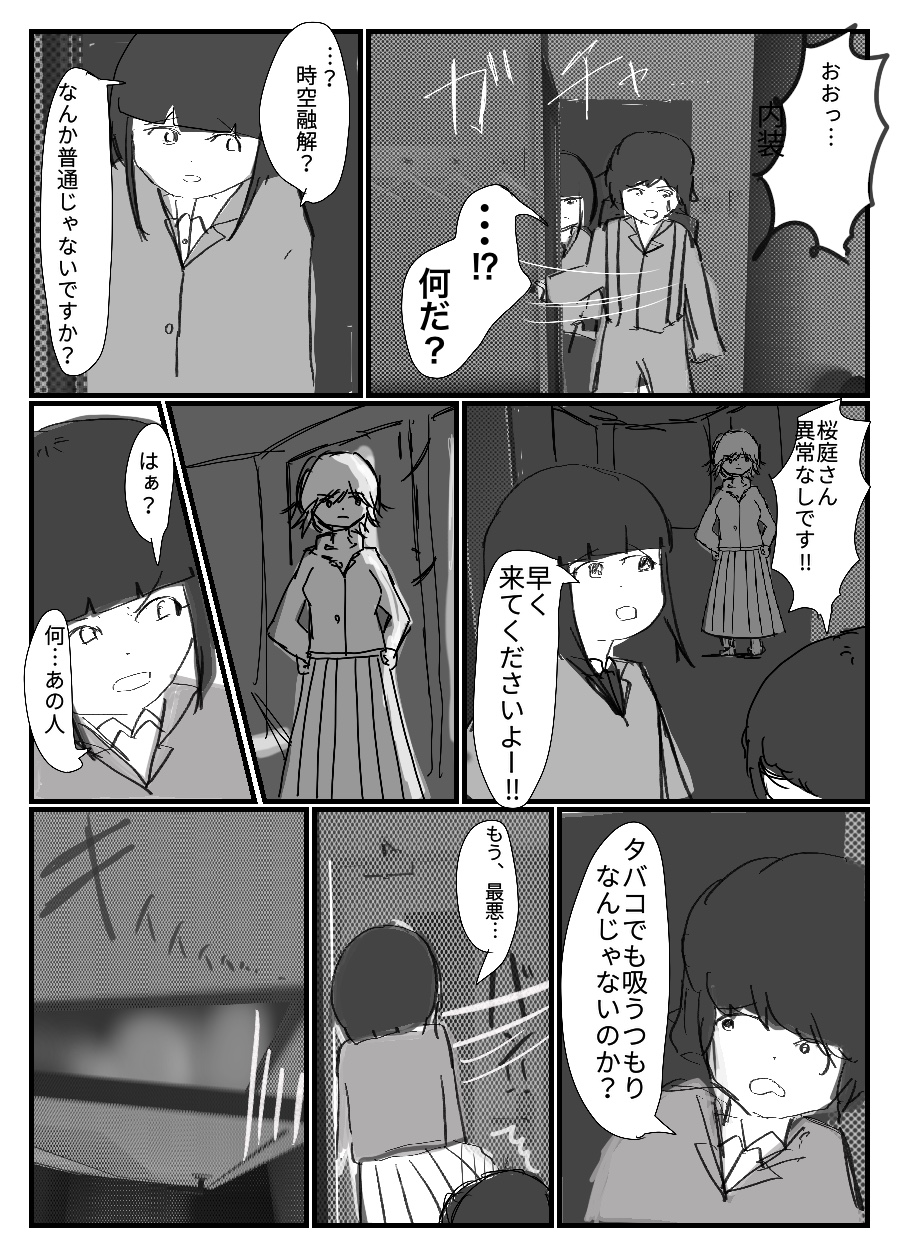 おおっ…
内装
ガチャ
…!?
何だ？
…？
時空融解？
なんか普通じゃないですか？
桜庭さん
異常なしです!!
早く
来てくださいよー!!
はぁ？
何…あの人
タバコでも吸うつもり
なんじゃないのか？
もう、最悪…
キィィィ…